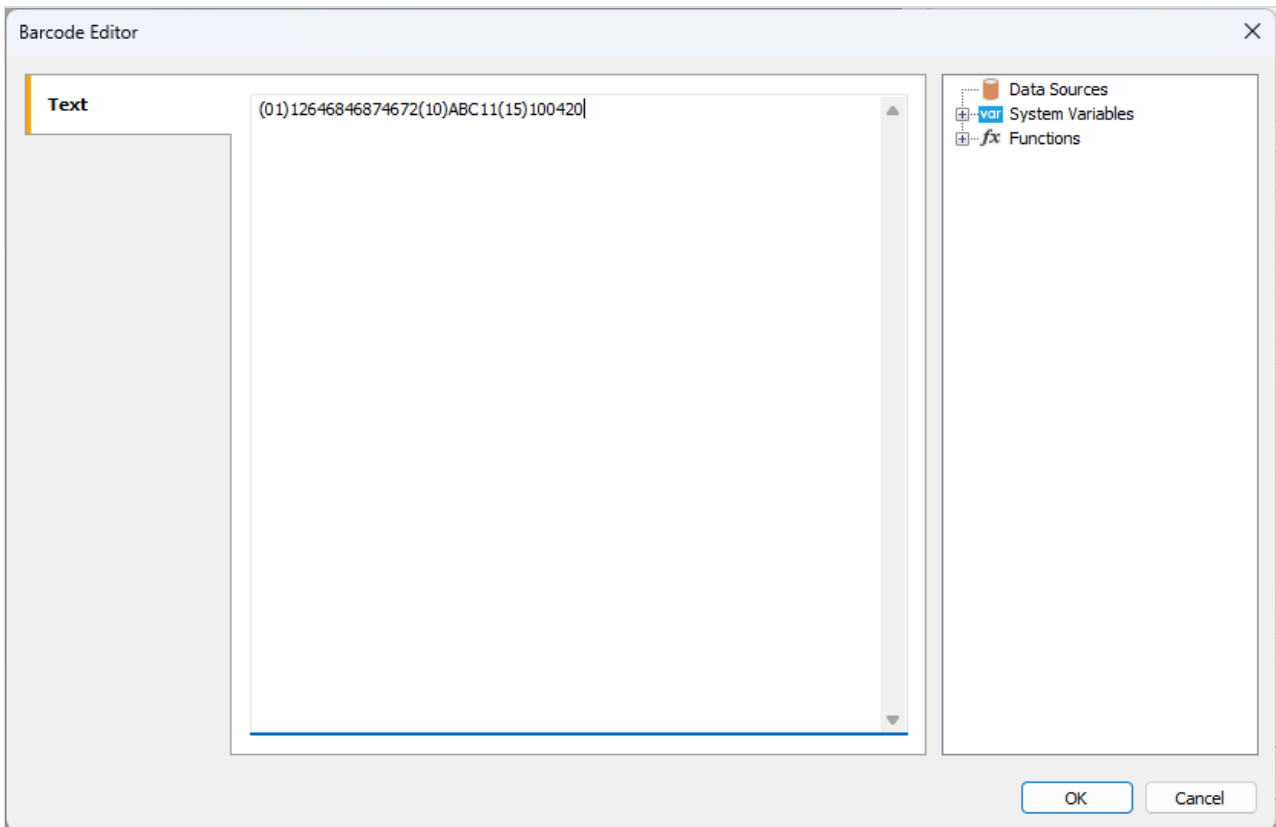 Barcode Editor
Text
(01)12646846874672(10)ABC11(15)100420
Data Sources
var System Variables
fx Functions
OK
Cancel